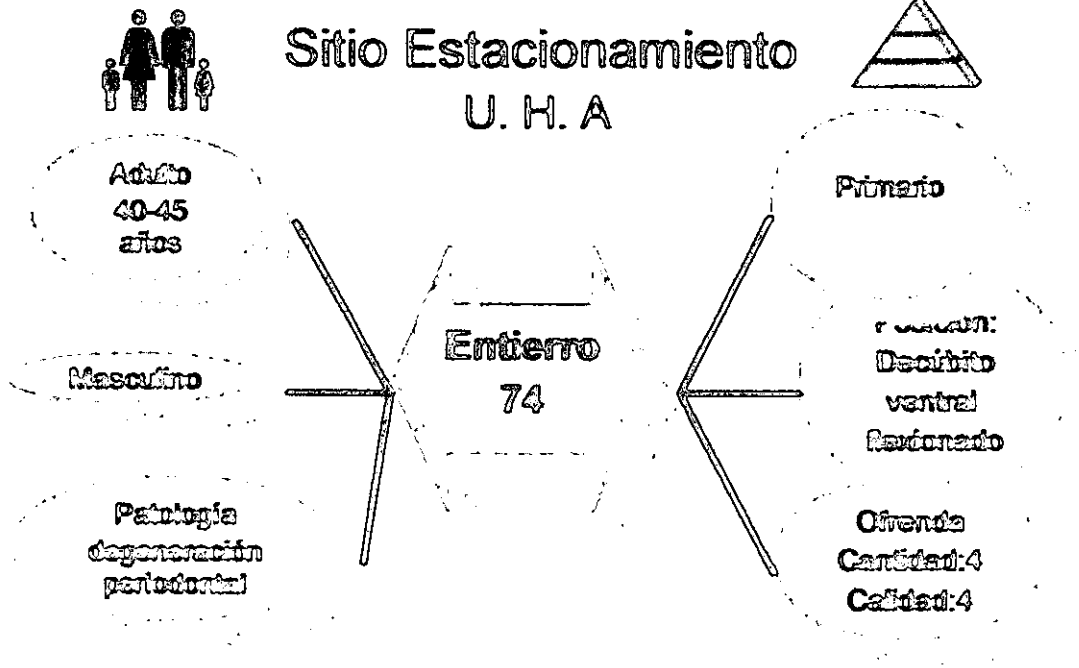 Sitio Estacionamiento
U. H. A
Adulto
40-45
años
Masculino
Patología
degeneración
periodontal
Entierro
74
Primario
Posición:
Decúbito
ventral
flexionado
Ofrenda
Cantidad:4
Calidad:4